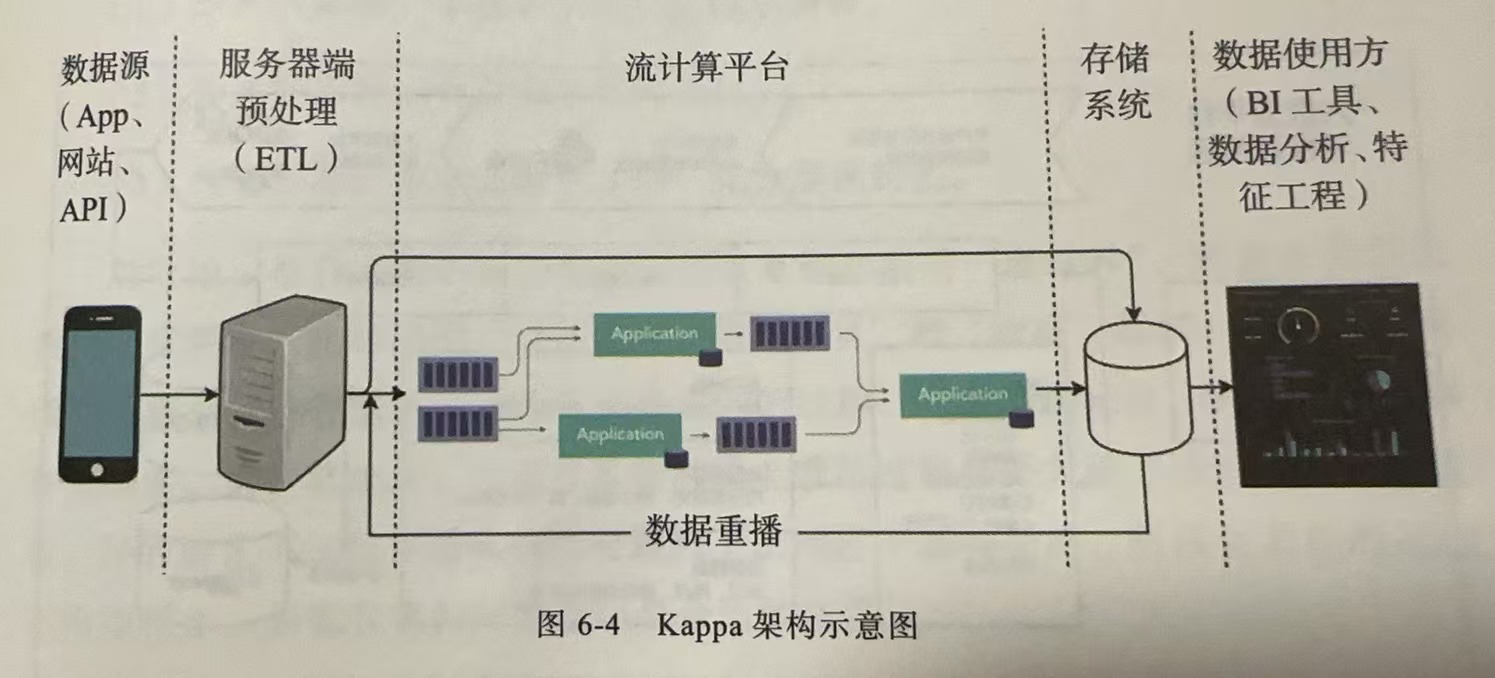 数据源
（App、
网站、
API）
服务器端
预处理
（ETL）
流计算平台
存储
系统
数据使用方
（BI 工具、
数据分析、特
征工程）
Application
Application
Application
数据重播
图 6-4 Kappa 架构示意图